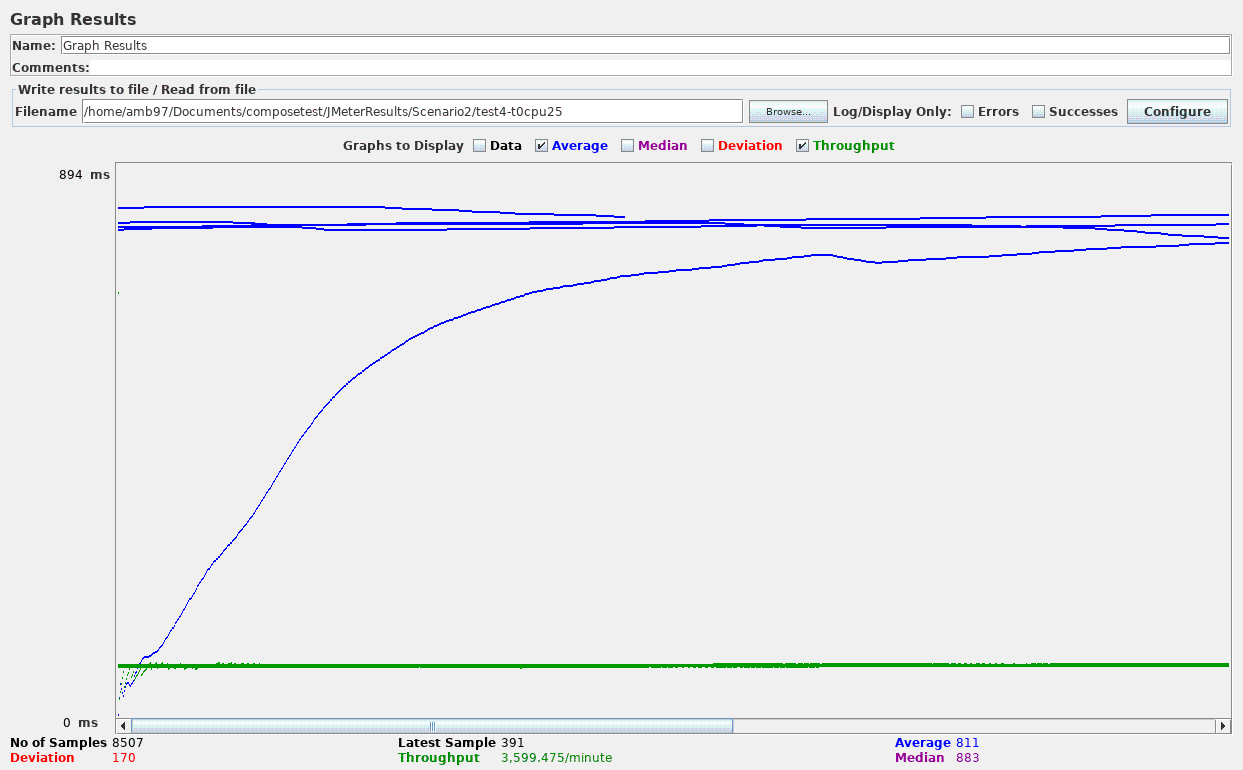 Graph Results
Name: Graph Results
Comments:
Write results to file / Read from file
Filename /home/amb97/Documents/composetest/JMeterResults/Scenario2/test4-t0cpu25 Browse... Log/Display Only: Errors Successes Configure
Graphs to Display Data Average Median Deviation Throughput
894 ms
0 ms
No of Samples 8507 Latest Sample 391 Average 811
Deviation 170 Throughput 3,599.475/minute Median 883